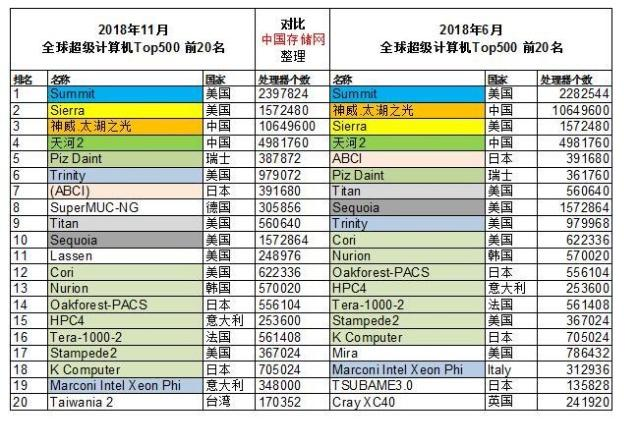 2018年11月
全球超级计算机Top500 前20名
对比
中国存储网
整理
2018年6月
全球超级计算机Top500 前20名
排名 名称 国家 处理器个数 名称 国家 处理器个数
1 Summit 美国 2397824 Summit 美国 2282544
2 Sierra 美国 1572480 神威.太湖之光 中国 10649600
3 神威.太湖之光 中国 10649600 Sierra 美国 1572480
4 天河2 中国 4981760 天河2 中国 4981760
5 Piz Daint 瑞士 387872 ABCI 日本 391680
6 Trinity 美国 979072 Piz Daint 瑞士 361760
7 (ABCI) 日本 391680 Titan 美国 560640
8 SuperMUC-NG 德国 305856 Sequoia 美国 1572864
9 Titan 美国 560640 Trinity 美国 979968
10 Sequoia 美国 1572864 Cori 美国 622336
11 Lassen 美国 248976 Nurion 韩国 570020
12 Cori 美国 622336 Oakforest-PACS 日本 556104
13 Nurion 韩国 570020 HPC4 意大利 253600
14 Oakforest-PACS 日本 556104 Tera-1000-2 法国 561408
15 HPC4 意大利 253600 Stampede2 美国 367024
16 Tera-1000-2 法国 561408 K Computer 日本 705024
17 Stampede2 美国 367024 Mira 美国 786432
18 K Computer 日本 705024 Marconi Intel Xeon Phi Italy 312936
19 Marconi Intel Xeon Phi 意大利 348000 TSUBAME3.0 日本 135828
20 Taiwania 2 台湾 170352 Cray XC40 英国 241920